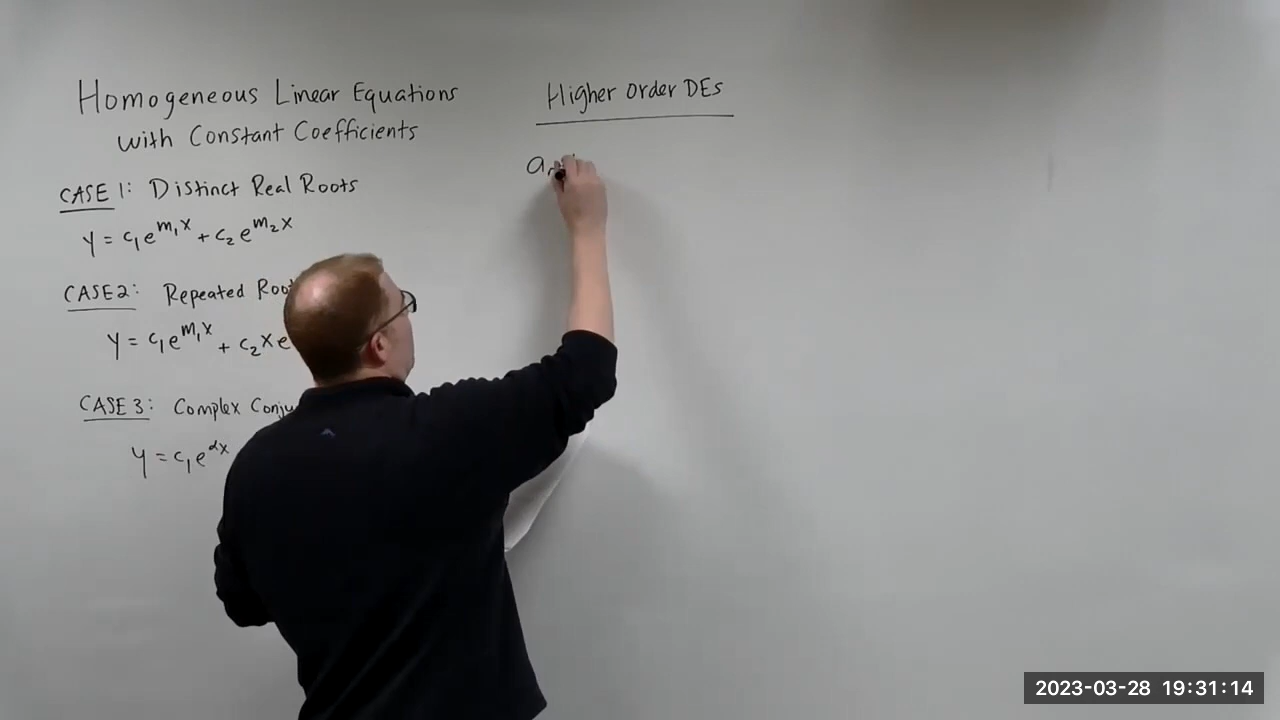 Homogeneous Linear Equations
with Constant Coefficients
CASE 1: Distinct Real Roots
y = c₁e^{m₁x} + c₂e^{m₂x}
CASE 2: Repeated
y = c₁e^{m₁x} + c₂xe
CASE 3: Complex
y = c₁e^{αx}
Higher Order DEs
a
2023-03-28 19:31:14